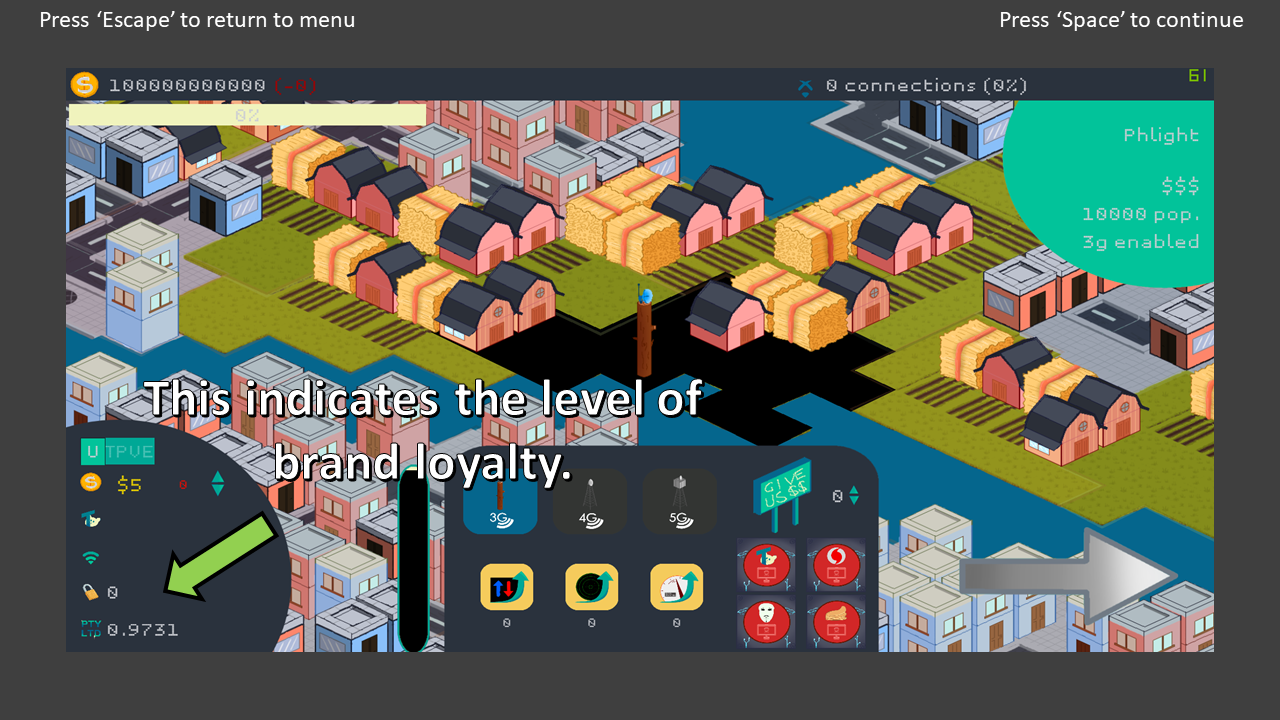 Press ‘Escape’ to return to menu
Press ‘Space’ to continue
100000000000 (-0)
0 connections (0%)
61
0%
Phlight
$$$
10000 pop.
3g enabled
This indicates the level of
brand loyalty.
U TPVE
$5 0
0
PTY LTD 0.9731
3G
4G
5G
GIVE
US $$
0
0
0
0